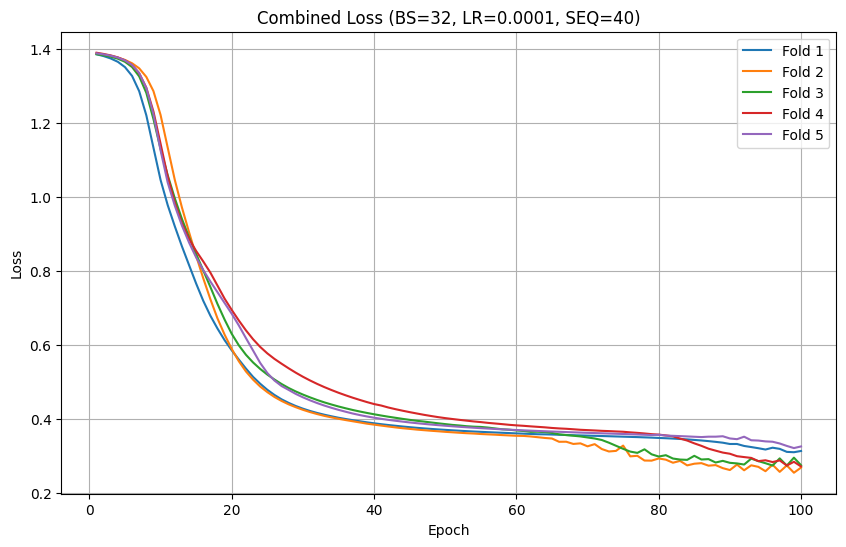 Combined Loss (BS=32, LR=0.0001, SEQ=40)
Fold 1
Fold 2
Fold 3
Fold 4
Fold 5
Loss
1.4
1.2
1.0
0.8
0.6
0.4
0.2
0 20 40 60 80 100
Epoch